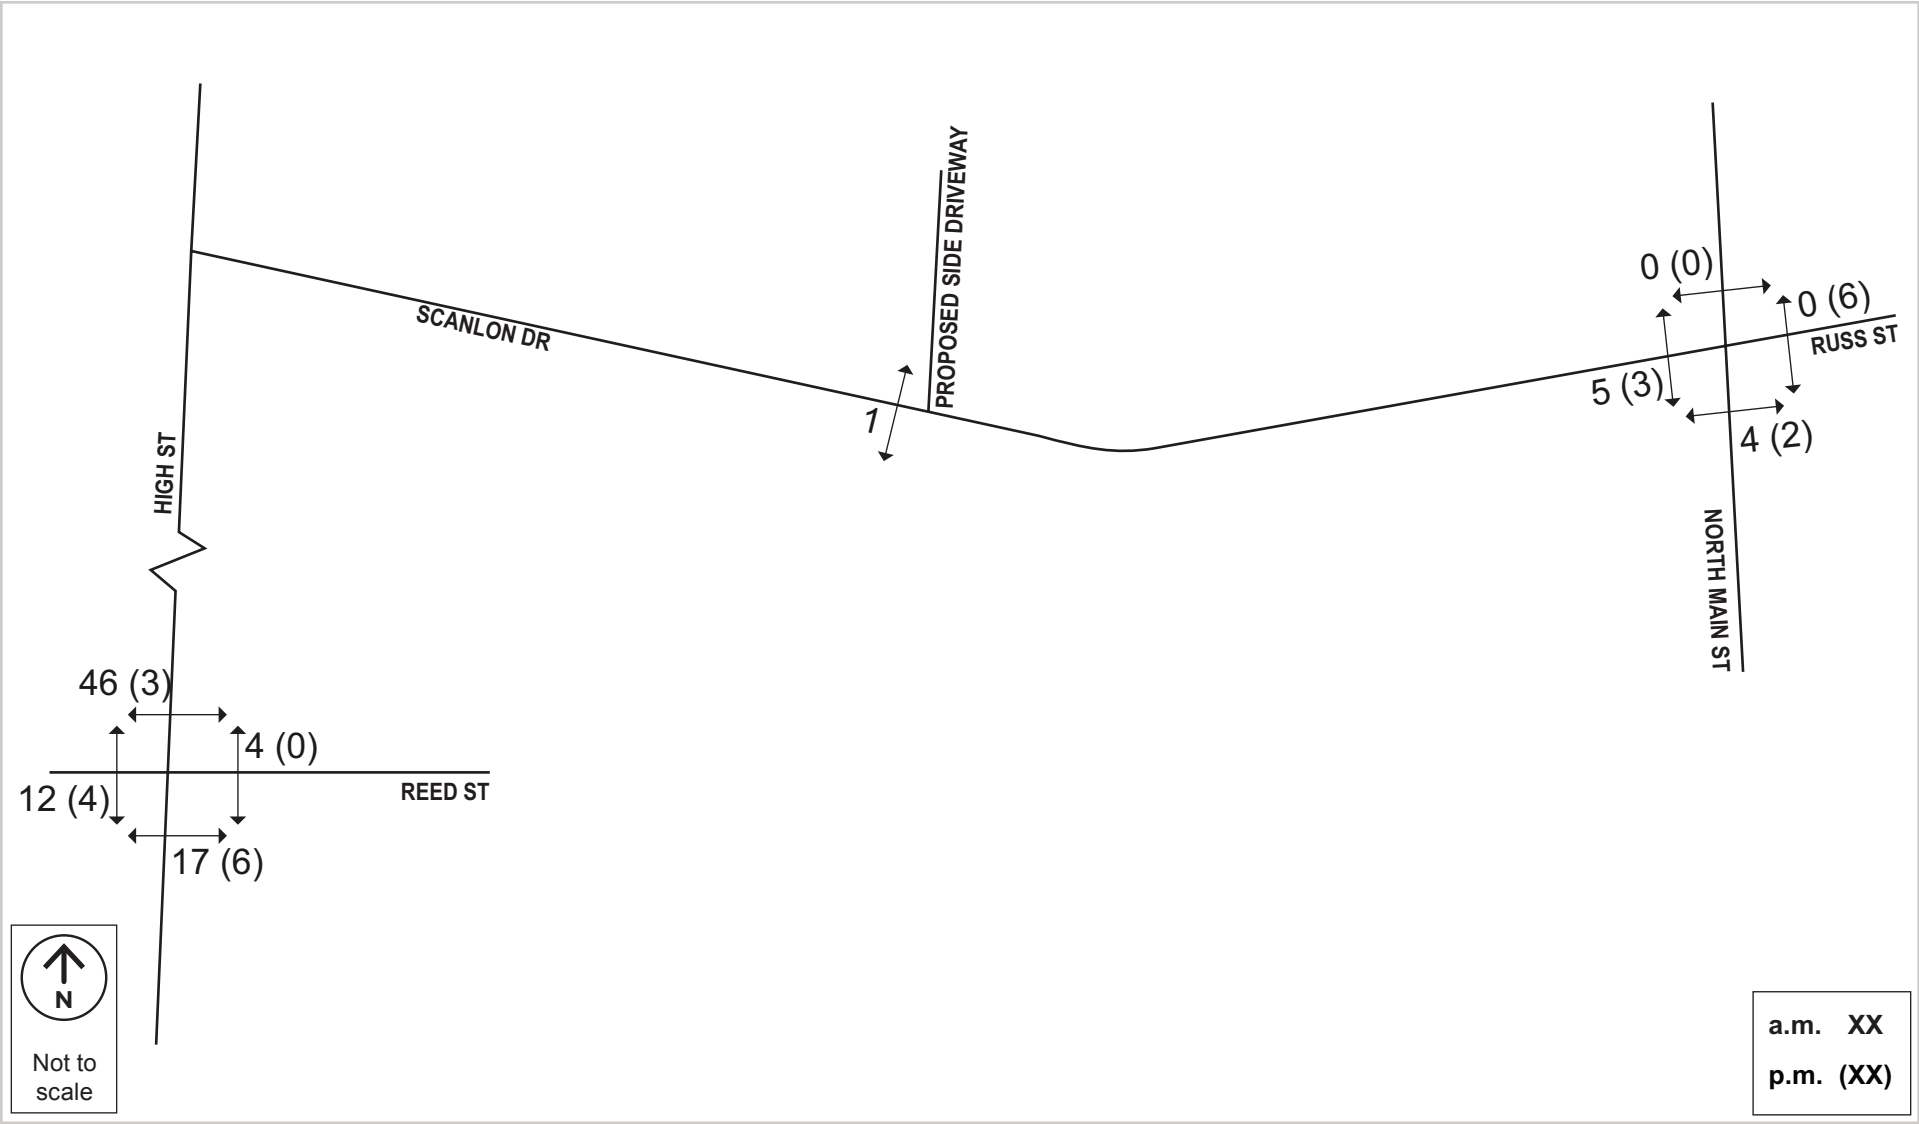 PROPOSED SIDE DRIVEWAY
0 (0)
0 (6)
SCANLON DR
RUSS ST
5 (3)
1
4 (2)
HIGH ST
NORTH MAIN ST
46 (3)
4 (0)
12 (4)
REED ST
17 (6)
N
Not to
scale
a.m. XX
p.m. (XX)